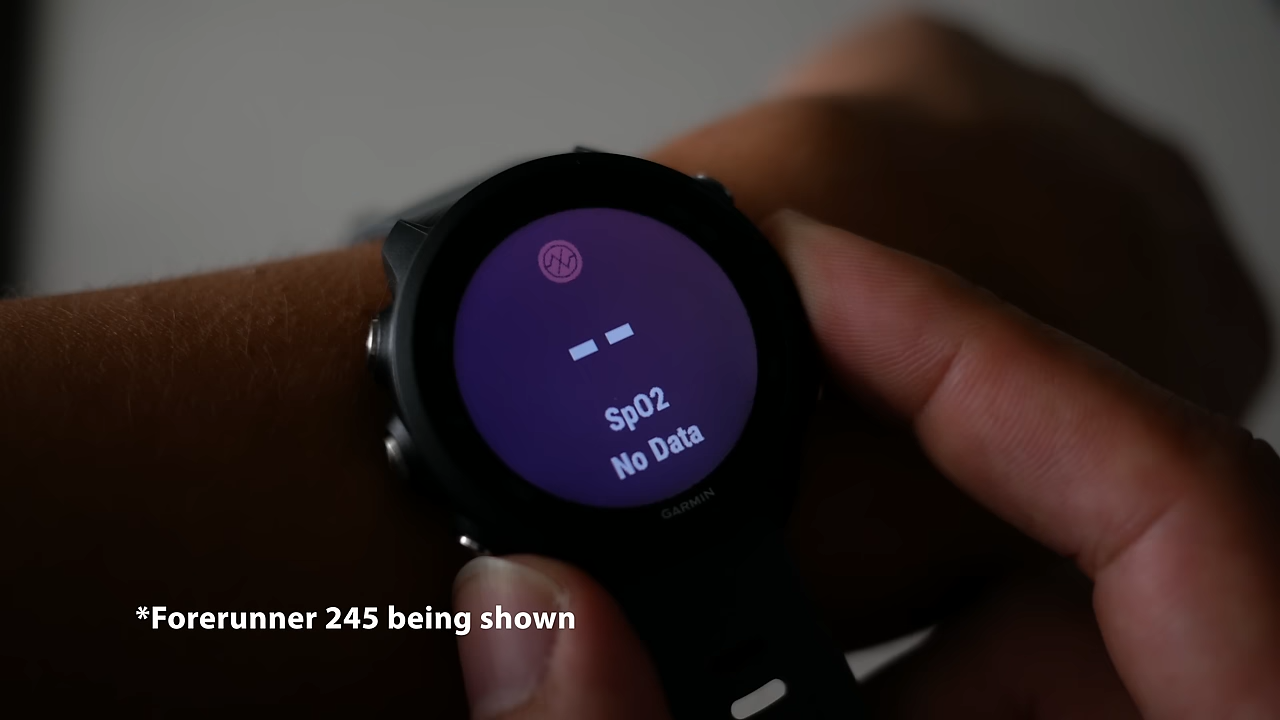 --
SpO2
No Data
GARMIN
*Forerunner 245 being shown